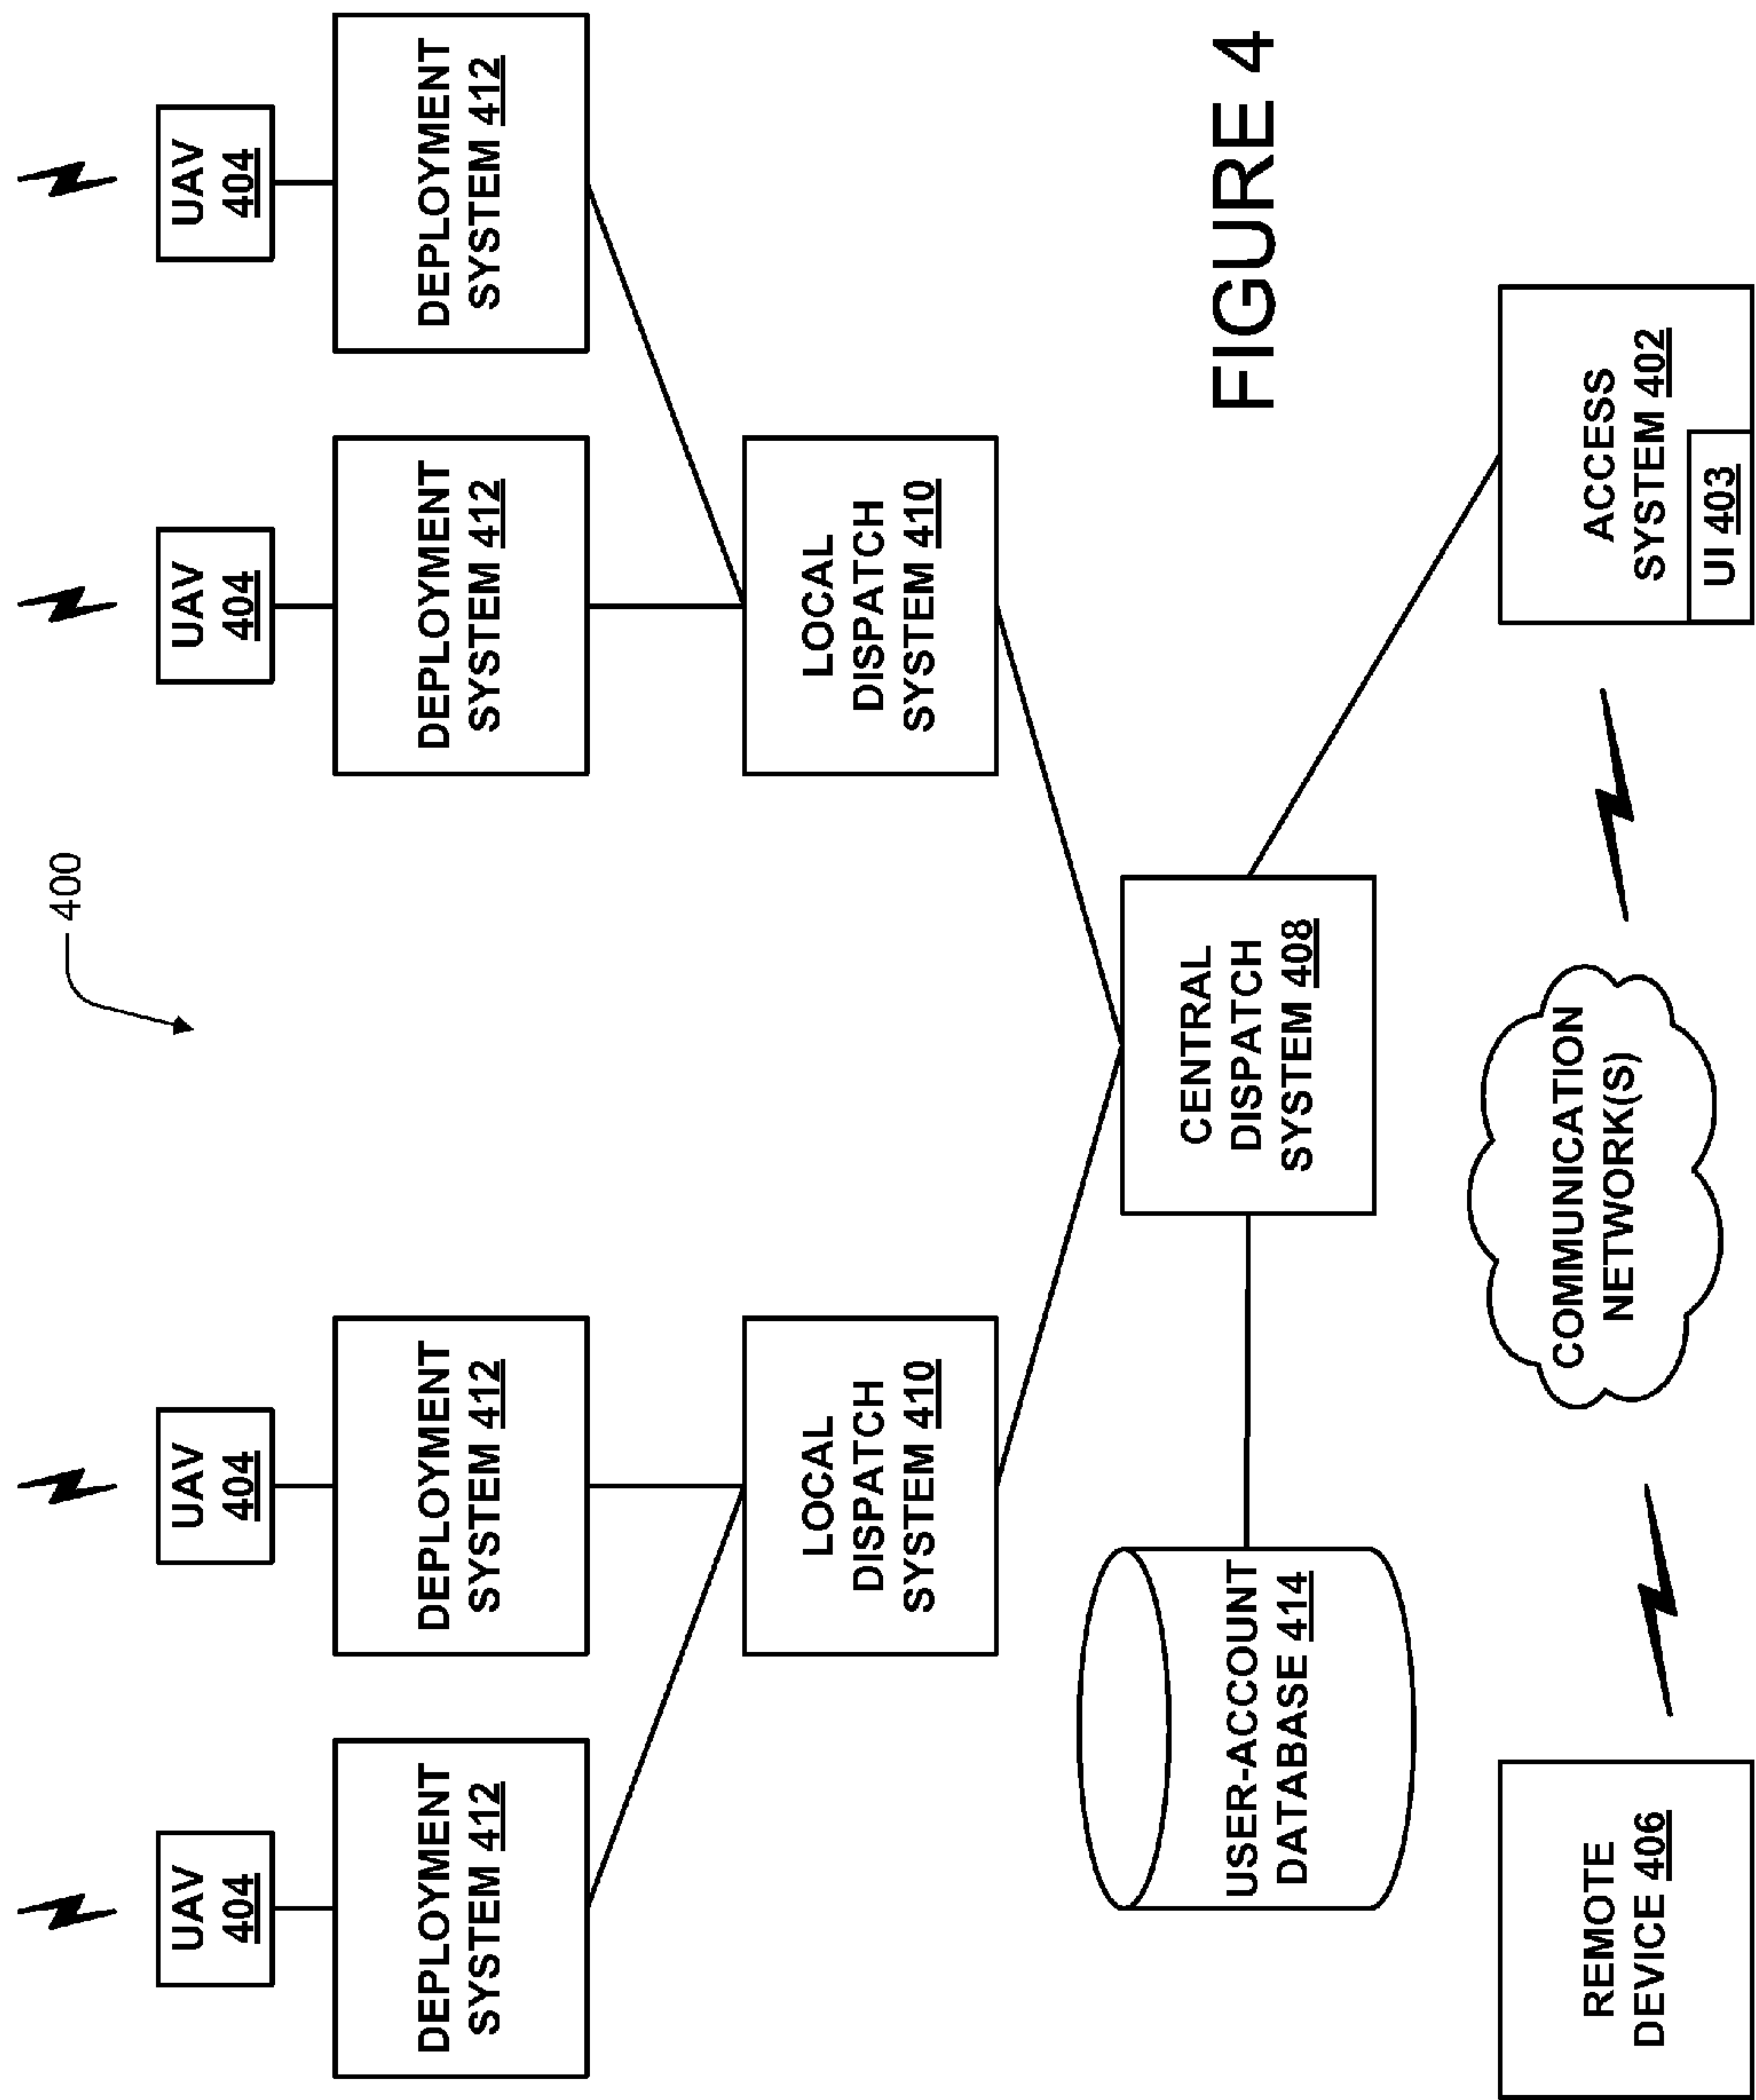 400
UAV
404
UAV
404
UAV
404
UAV
404
DEPLOYMENT
SYSTEM 412
DEPLOYMENT
SYSTEM 412
DEPLOYMENT
SYSTEM 412
DEPLOYMENT
SYSTEM 412
LOCAL
DISPATCH
SYSTEM 410
LOCAL
DISPATCH
SYSTEM 410
USER-ACCOUNT
DATABASE 414
CENTRAL
DISPATCH
SYSTEM 408
FIGURE 4
REMOTE
DEVICE 406
COMMUNICATION
NETWORK(S)
ACCESS
SYSTEM 402
UI 403